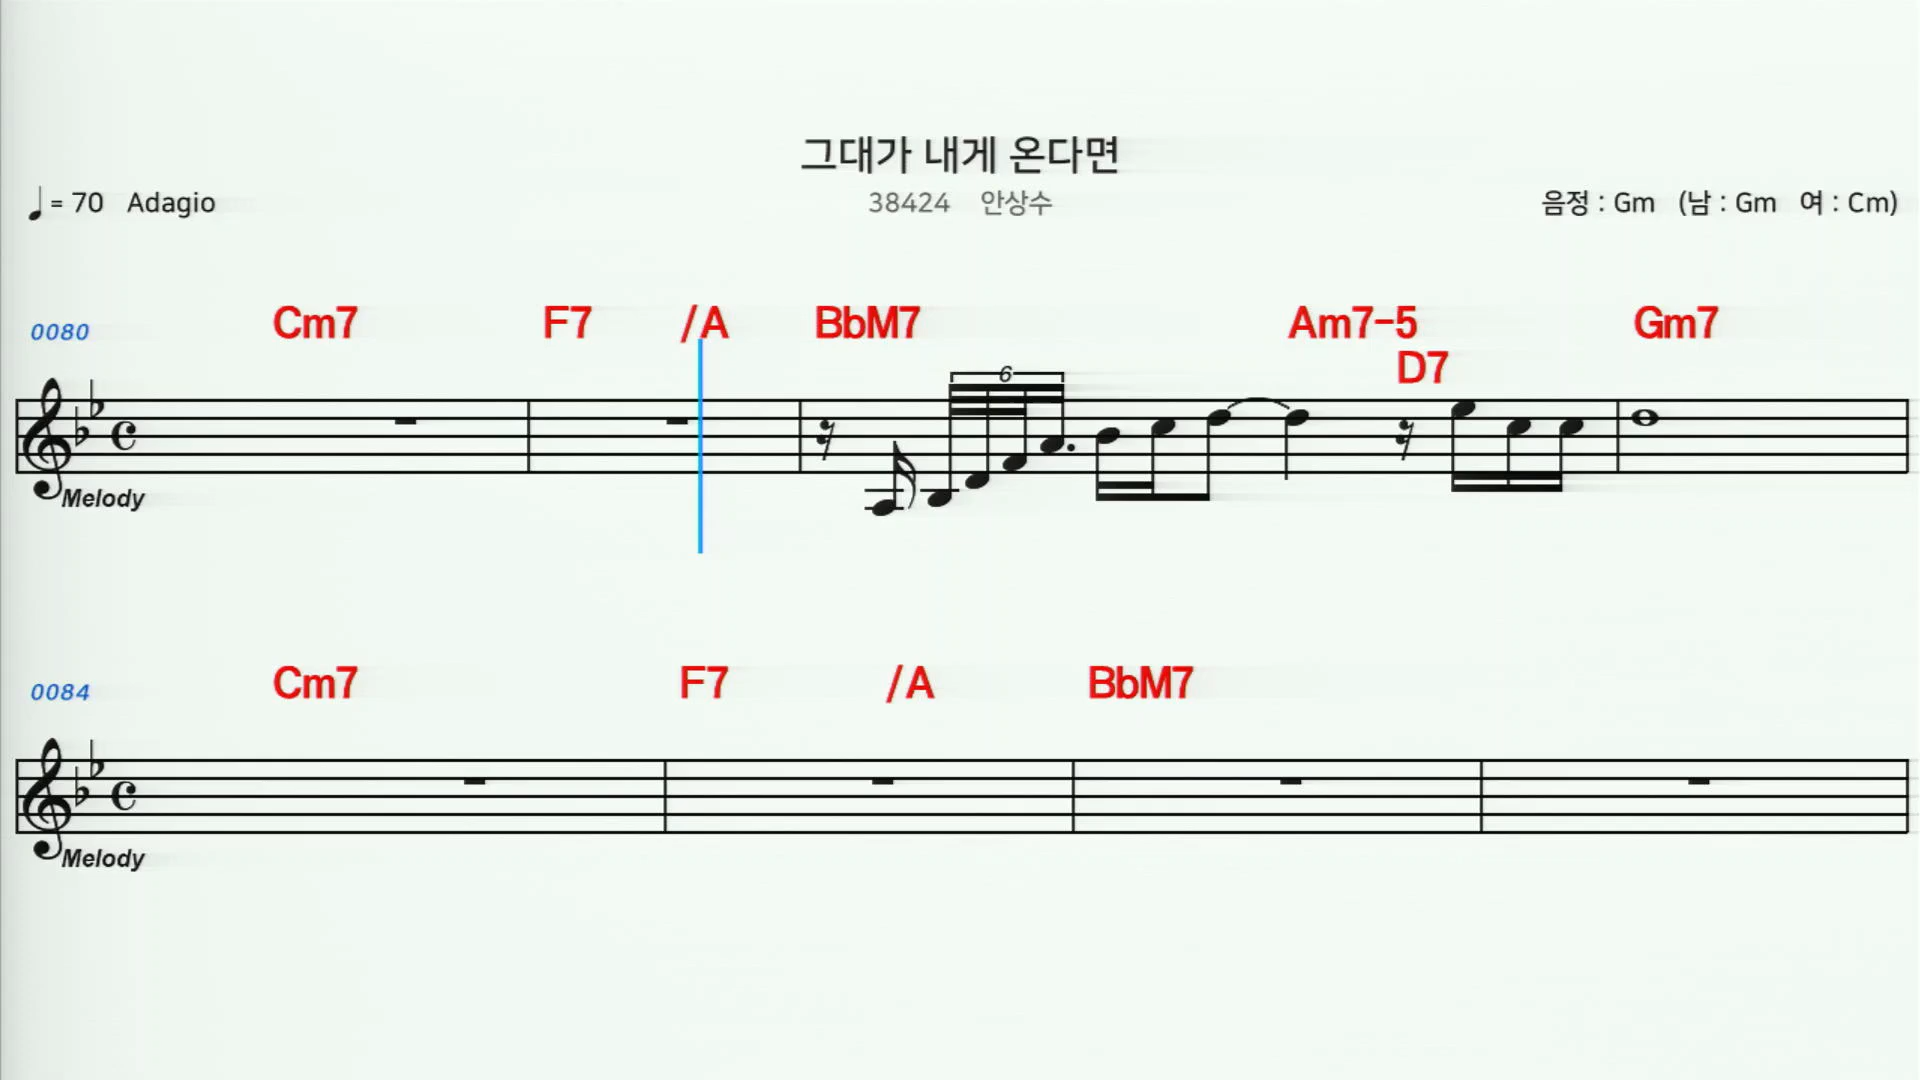 그대가 내게 온다면
= 70 Adagio
38424 안상수
음정 : Gm (남 : Gm 여 : Cm)
0080 Cm7 F7 /A BbM7 Am7-5 Gm7
D7
6
Melody
0084 Cm7 F7 /A BbM7
Melody